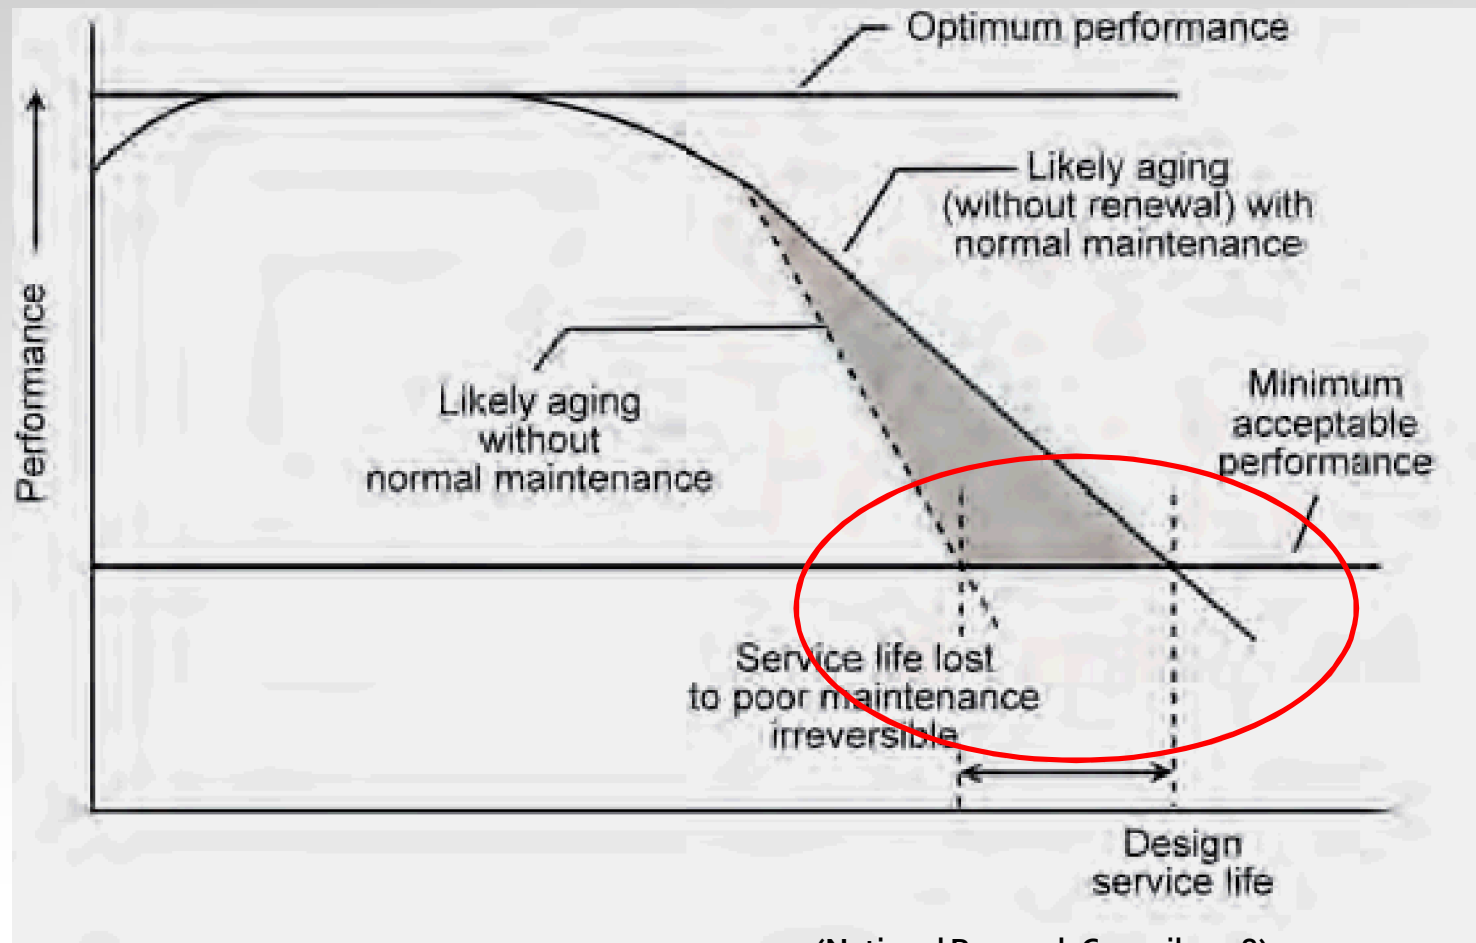 Optimum performance
Likely aging
(without renewal) with
normal maintenance
Performance
Likely aging
without
normal maintenance
Minimum
acceptable
performance
Service life lost
to poor maintenance
irreversible
Design
service life